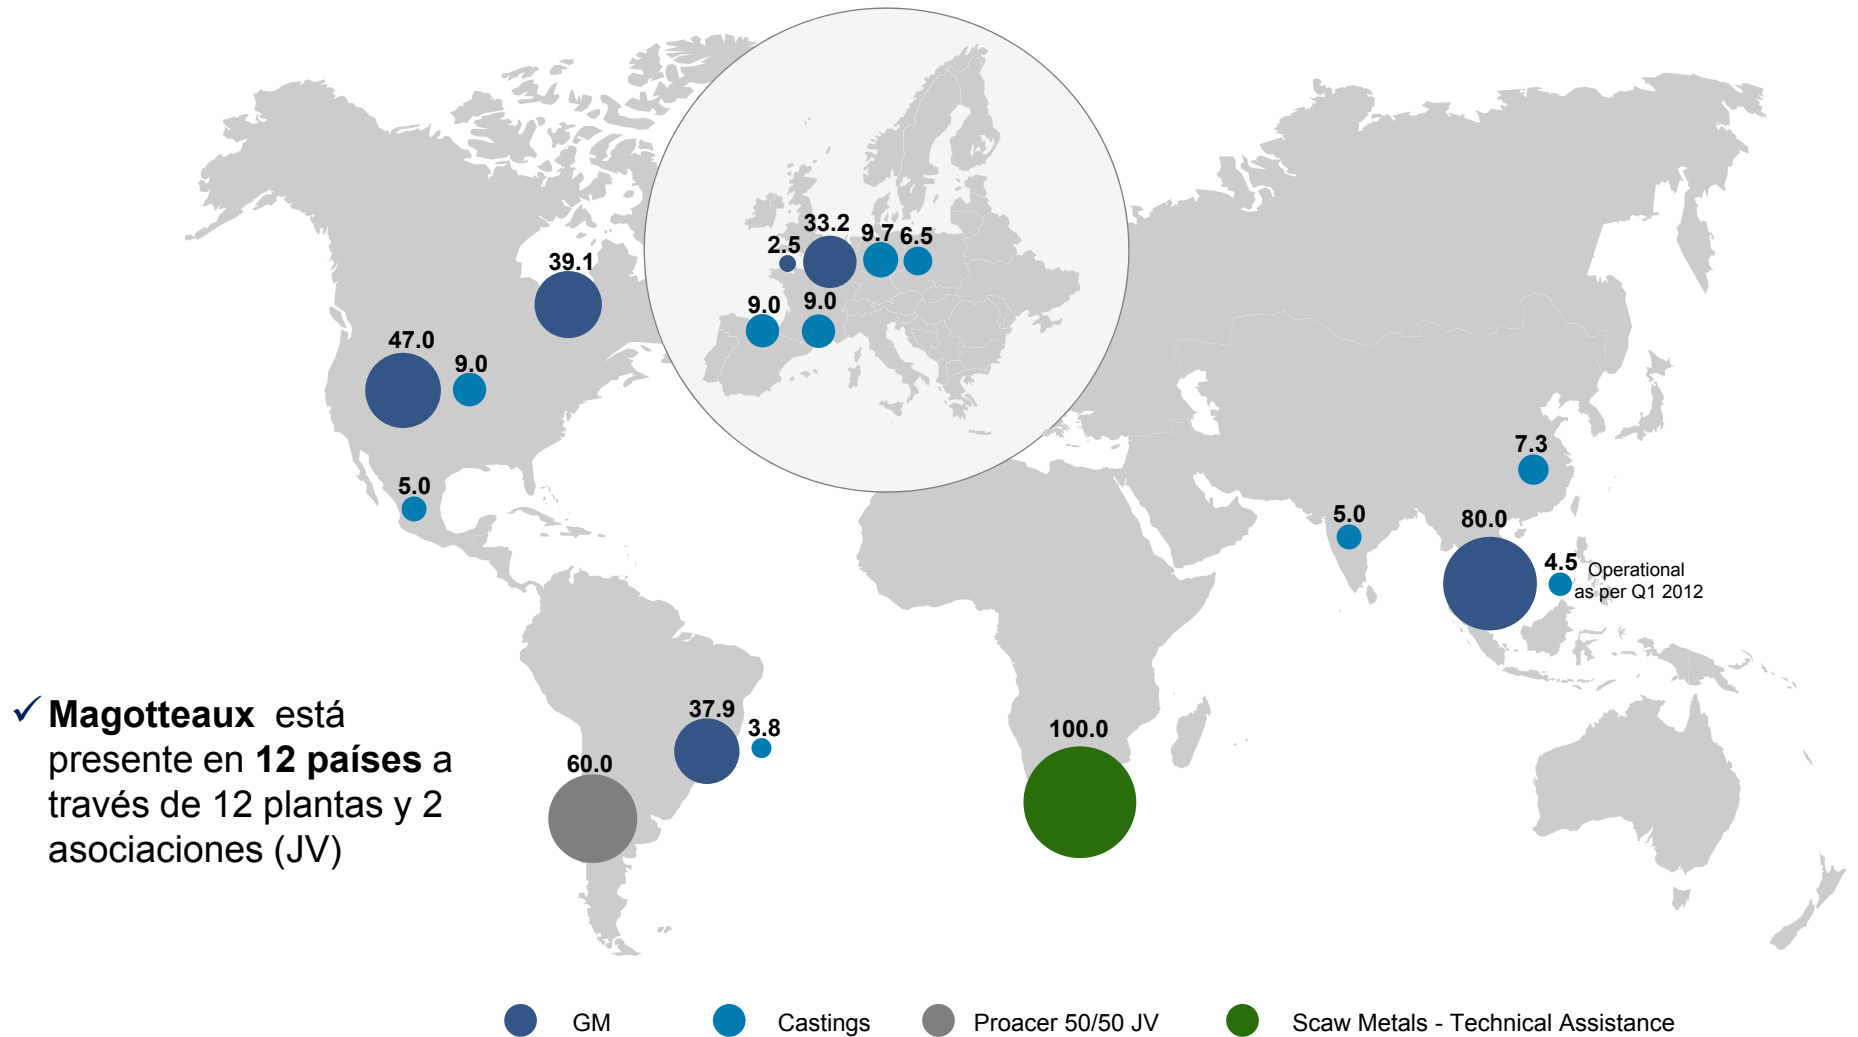 33.2
9.7
6.5
2.5
39.1
9.0
9.0
47.0
9.0
7.3
5.0
5.0
80.0
4.5
Operational
as per Q1 2012
✓ Magotteaux está
presente en 12 países a
través de 12 plantas y 2
asociaciones (JV)
37.9
3.8
100.0
60.0
GM
Castings
Proacer 50/50 JV
Scaw Metals - Technical Assistance